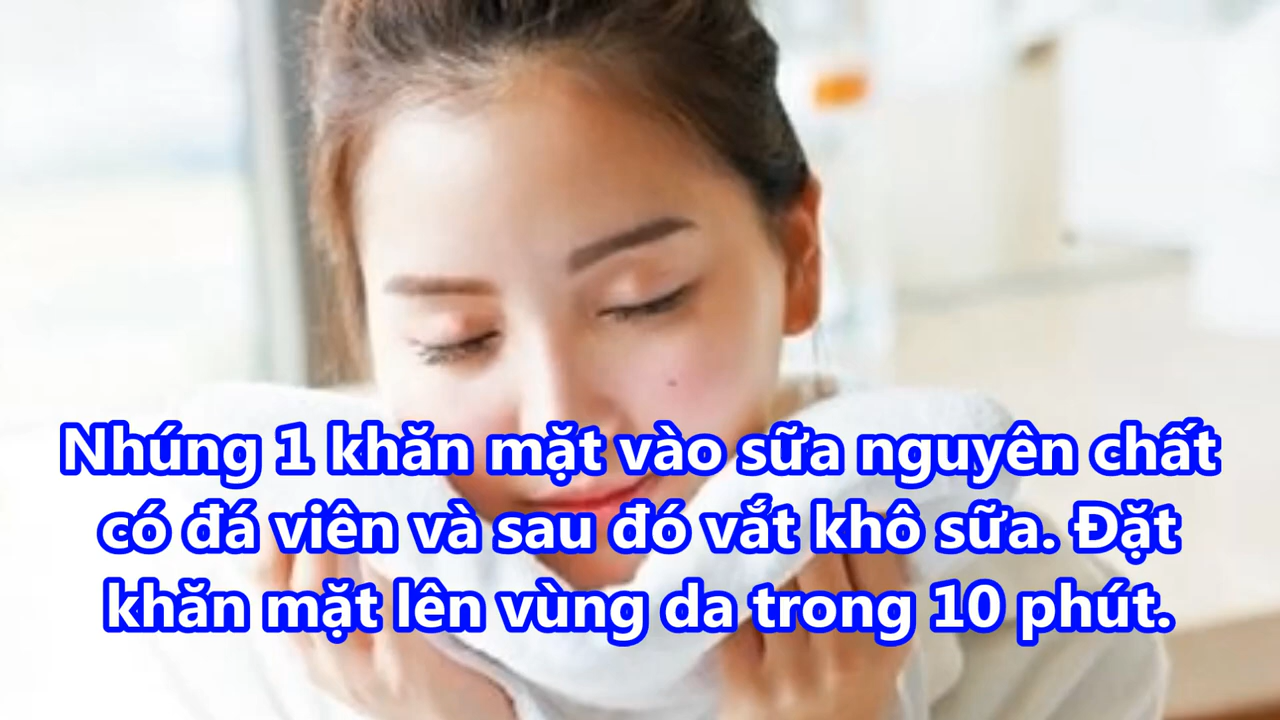 Nhúng 1 khăn mặt vào sữa nguyên chất
có đá viên và sau đó vắt khô sữa. Đặt
khăn mặt lên vùng da trong 10 phút.